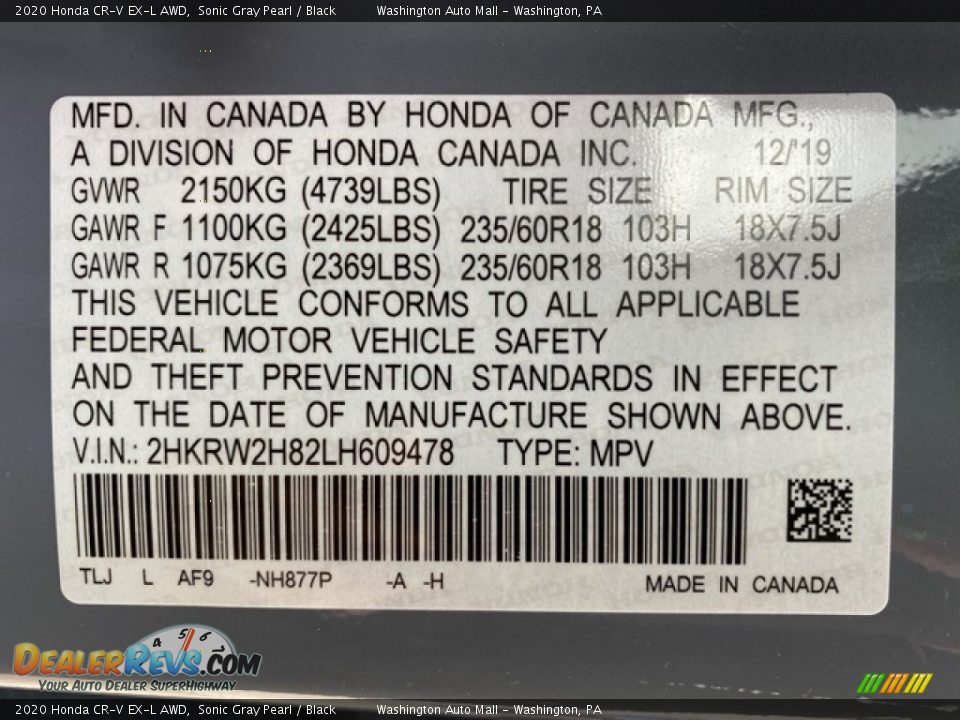 2020 Honda CR-V EX-L AWD, Sonic Gray Pearl / Black Washington Auto Mall - Washington, PA
MFD. IN CANADA BY HONDA OF CANADA MFG.,
A DIVISION OF HONDA CANADA INC. 12/'19
GVWR 2150KG (4739LBS) TIRE SIZE RIM SIZE
GAWR F 1100KG (2425LBS) 235/60R18 103H 18X7.5J
GAWR R 1075KG (2369LBS) 235/60R18 103H 18X7.5J
THIS VEHICLE CONFORMS TO ALL APPLICABLE
FEDERAL MOTOR VEHICLE SAFETY
AND THEFT PREVENTION STANDARDS IN EFFECT
ON THE DATE OF MANUFACTURE SHOWN ABOVE.
V.I.N.: 2HKRW2H82LH609478 TYPE: MPV
TLJ L AF9 -NH877P -A -H MADE IN CANADA
4 5 6
DEALERREVS.COM
YOUR AUTO DEALER SUPERHIGHWAY
2020 Honda CR-V EX-L AWD, Sonic Gray Pearl / Black Washington Auto Mall - Washington, PA